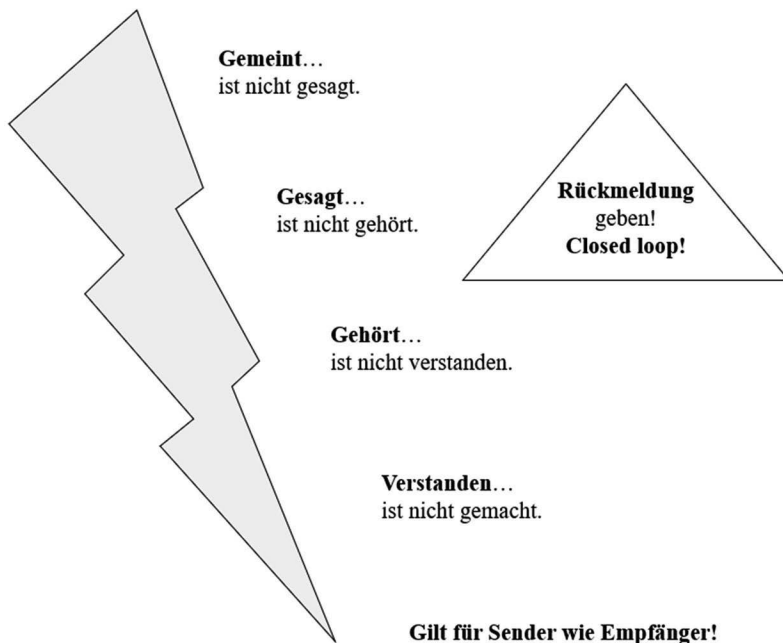 Gemeint…
ist nicht gesagt.
Gesagt…
ist nicht gehört.
Rückmeldung
geben!
Closed loop!
Gehört…
ist nicht verstanden.
Verstanden…
ist nicht gemacht.
Gilt für Sender wie Empfänger!